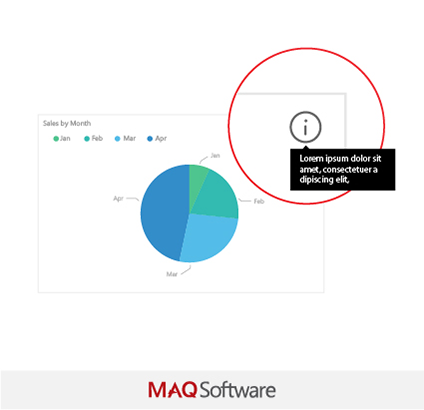 Sales by Month
Jan Feb Mar Apr
Jan
Apr
Feb
Mar
i
Lorem ipsum dolor sit
amet, consectetuer a
dipiscing elit,
MAQ Software